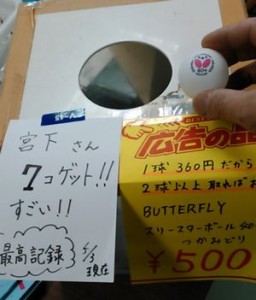 宮下さん
7コゲット!!
すごい!!
最高記録
5/3
現在
広告の品
1球 360円だから
2球以上 取れば お
BUTTERFLY
スリースターボール
つかみどり
¥500